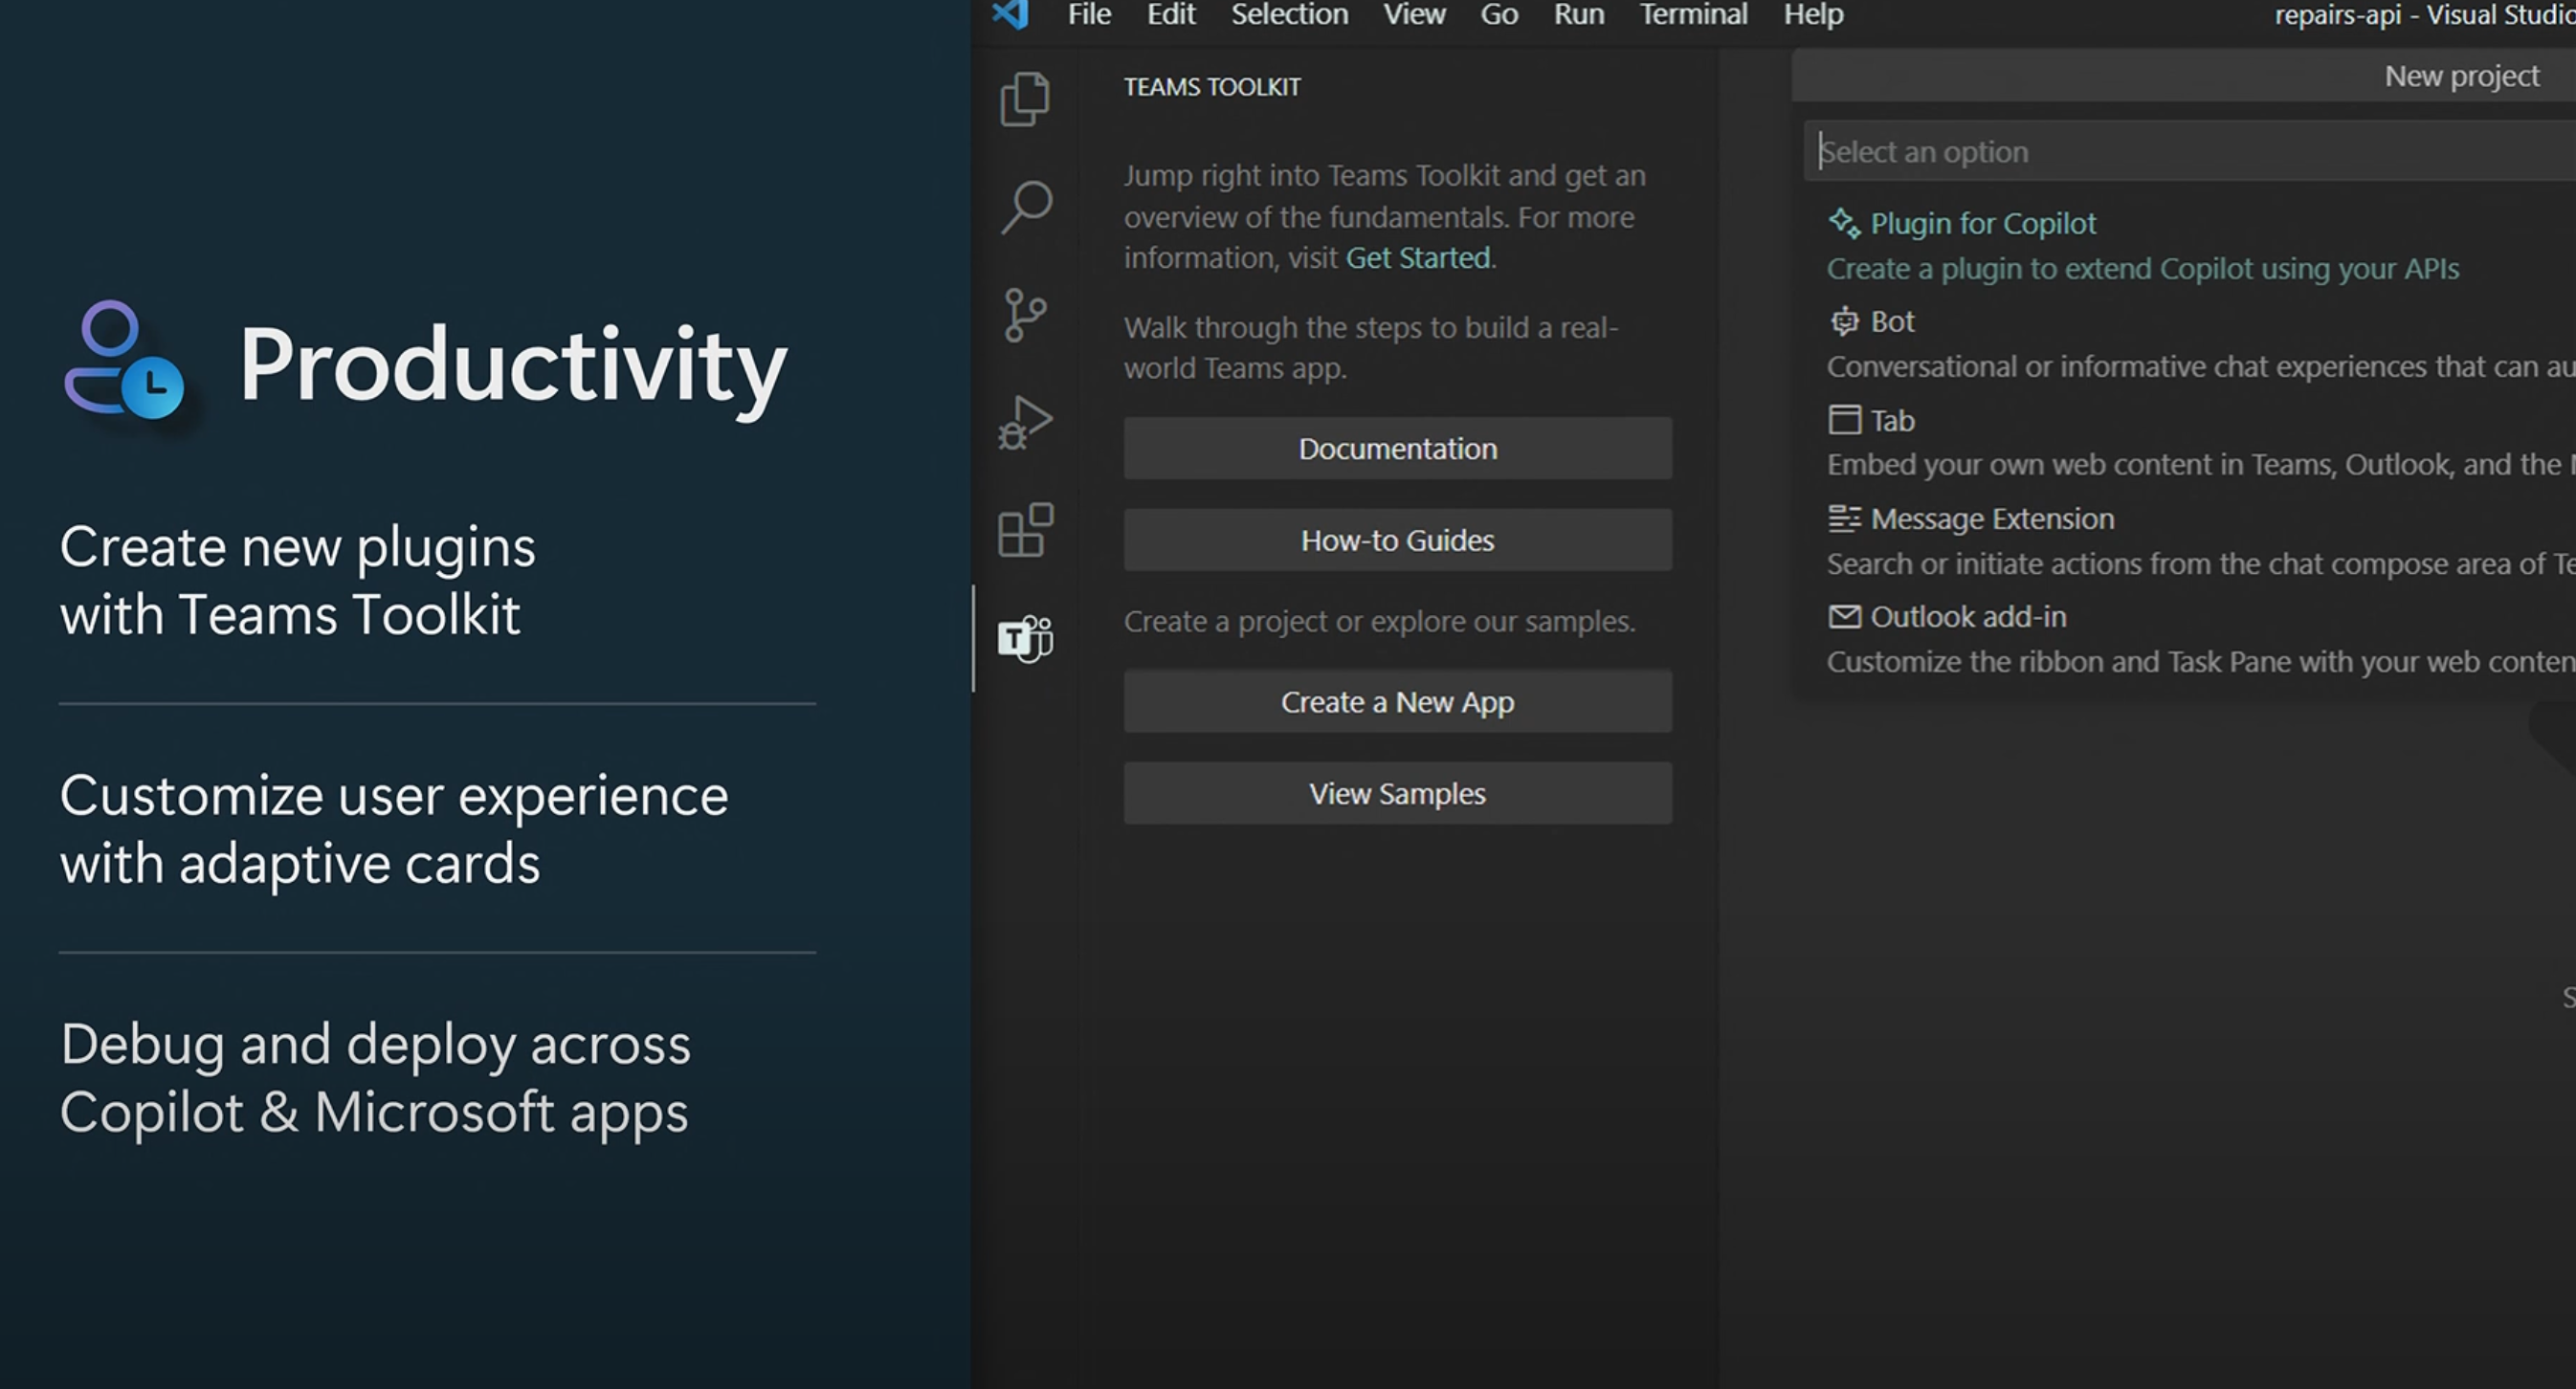 Productivity
Create new plugins
with Teams Toolkit
Customize user experience
with adaptive cards
Debug and deploy across
Copilot & Microsoft apps
File Edit Selection View Go Run Terminal Help
repairs-api - Visual
TEAMS TOOLKIT
Jump right into Teams Toolkit and get an
overview of the fundamentals. For more
information, visit Get Started.
Walk through the steps to build a real-
world Teams app.
Documentation
How-to Guides
Create a project or explore our samples.
Create a New App
View Samples
New project
Select an option
Plugin for Copilot
Create a plugin to extend Copilot using your APIs
Bot
Conversational or informative chat experiences that can
Tab
Embed your own web content in Teams, Outlook, and the
Message Extension
Search or initiate actions from the chat compose area of
Outlook add-in
Customize the ribbon and Task Pane with your web